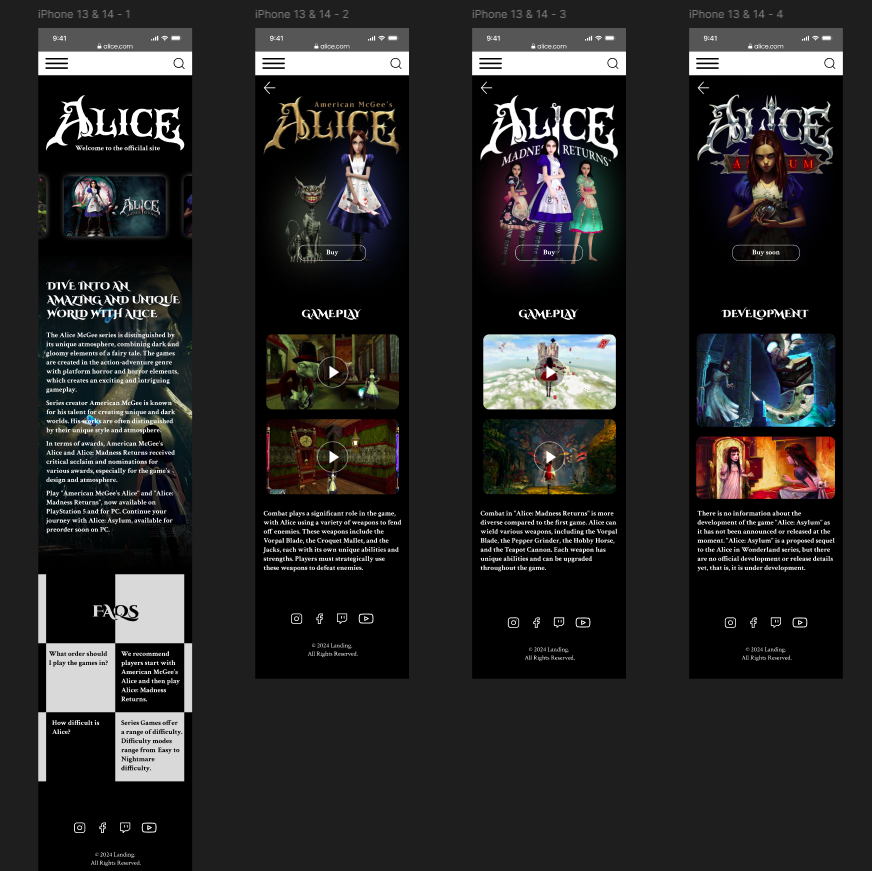 iPhone 13 & 14 - 1
9:41
alice.com
ALICE
Welcome to the official site
ALICE
DIVE INTO AN
AMAZING AND UNIQUE
WORLD WITH ALICE
The Alice McGee series is distinguished by
its unique atmosphere, combining dark and
gloomy elements of a fairy tale. The games
are created in the action-adventure genre
with platform horror and horror elements,
which creates an exciting and intriguing
gameplay.
Series creator American McGee is known
for his talent for creating unique and dark
worlds. His works are often distinguished
by their unique style and atmosphere.
In terms of awards, American McGee's
Alice and Alice: Madness Returns received
critical acclaim and nominations for
various awards, especially for the game's
design and atmosphere.
Play "American McGee's Alice" and "Alice:
Madness Returns", now available on
PlayStation 5 and for PC. Continue your
journey with Alice: Asylum, available for
preorder soon on PC.
FAQS
What order should
I play the games in?
We recommend
players start with
American McGee's
Alice and then play
Alice: Madness
Returns.
How difficult is
Alice?
Series Games offer
a range of difficulty.
Difficulty modes
range from Easy to
Nightmare
difficulty.
© 2024 Landing.
All Rights Reserved.
iPhone 13 & 14 - 2
9:41
alice.com
American McGee's
ALICE
Buy
GAMEPLAY
Combat plays a significant role in the game,
with Alice using a variety of weapons to fend
off enemies. These weapons include the
Vorpal Blade, the Croquet Mallet, and the
Jacks, each with its own unique abilities and
strengths. Players must strategically use
these weapons to defeat enemies.
© 2024 Landing.
All Rights Reserved.
iPhone 13 & 14 - 3
9:41
alice.com
ALICE
MADNESS RETURNS
Buy
GAMEPLAY
Combat in "Alice: Madness Returns" is more
diverse compared to the first game. Alice can
wield various weapons, including the Vorpal
Blade, the Pepper Grinder, the Hobby Horse,
and the Teapot Cannon. Each weapon has
unique abilities and can be upgraded
throughout the game.
© 2024 Landing.
All Rights Reserved.
iPhone 13 & 14 - 4
9:41
alice.com
ALICE
ASYLUM
Buy soon
DEVELOPMENT
There is no information about the
development of the game "Alice: Asylum" as
it has not been announced or released at the
moment. "Alice: Asylum" is a proposed sequel
to the Alice in Wonderland series, but there
are no official development or release details
yet, that is, it is under development.
© 2024 Landing.
All Rights Reserved.